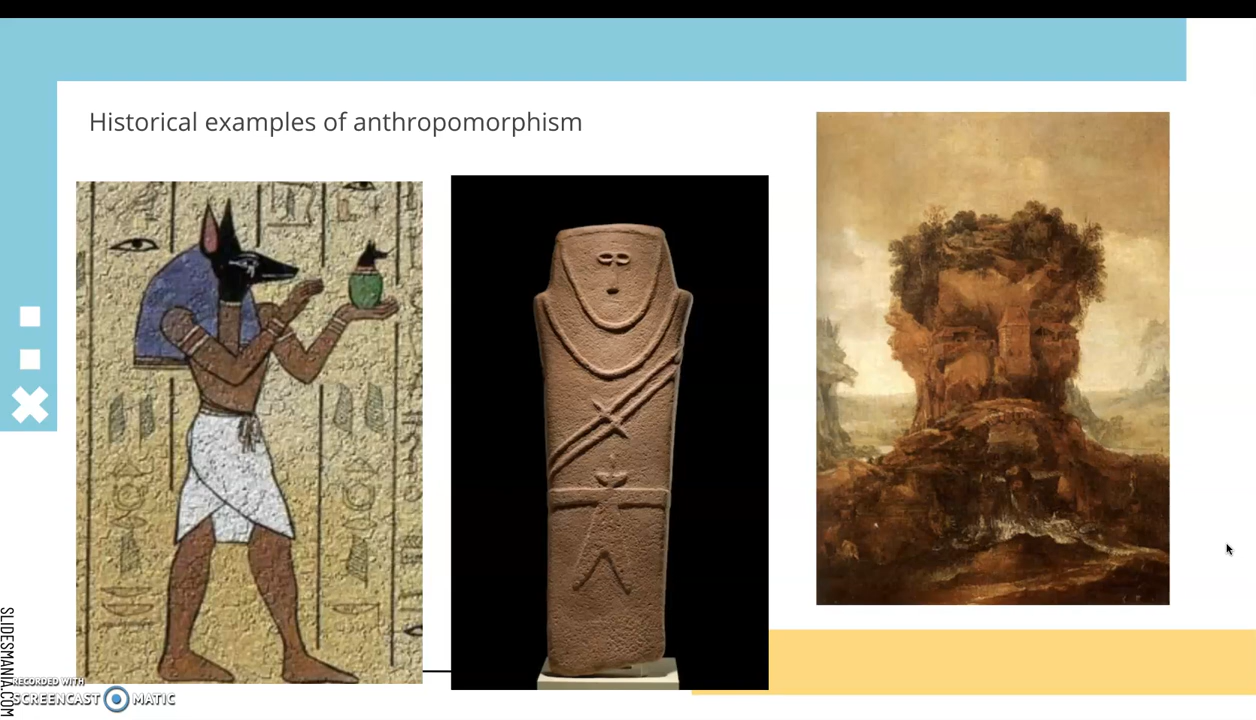 Historical examples of anthropomorphism
SLIDESMANIA.COM
RECORDED WITH
SCREENCAST MATIC